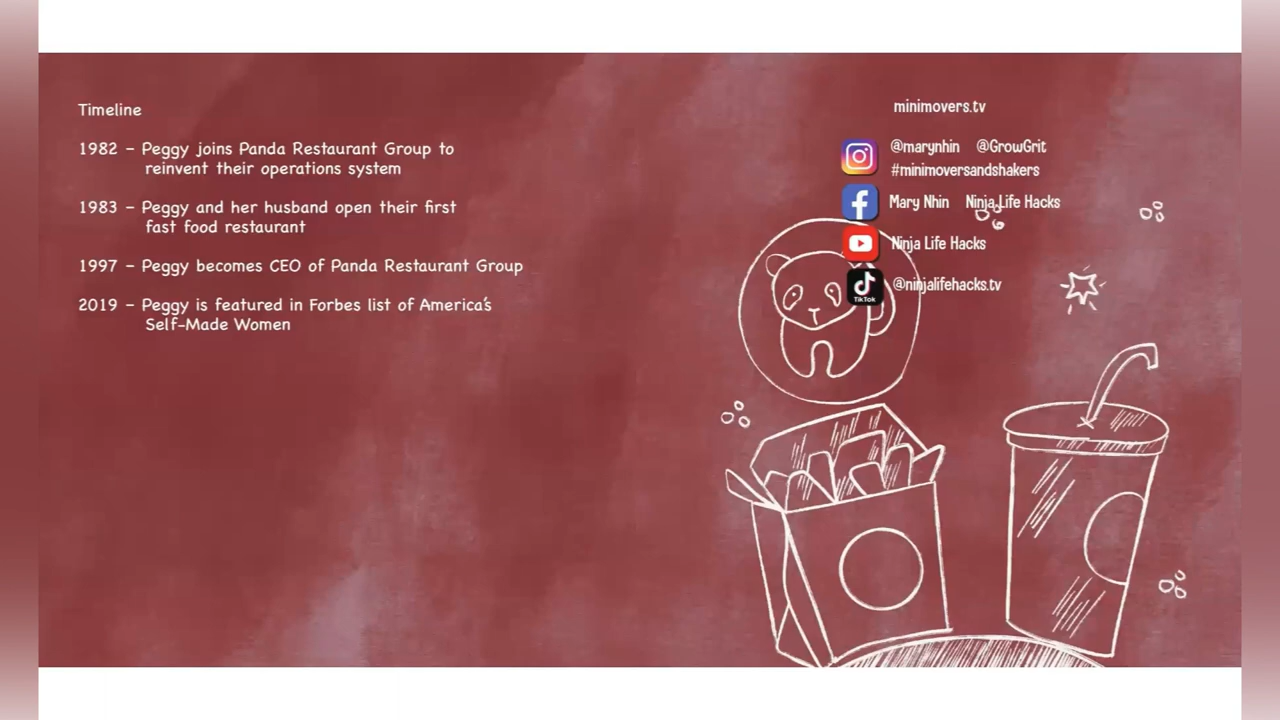 Timeline
1982 – Peggy joins Panda Restaurant Group to
reinvent their operations system
1983 – Peggy and her husband open their first
fast food restaurant
1997 – Peggy becomes CEO of Panda Restaurant Group
2019 – Peggy is featured in Forbes list of America's
Self-Made Women
minimovers.tv
@marynhin @GrowGrit
#minimoversandshakers
Mary Nhin Ninja Life Hacks
Ninja Life Hacks
@ninjalifehacks.tv
TikTok